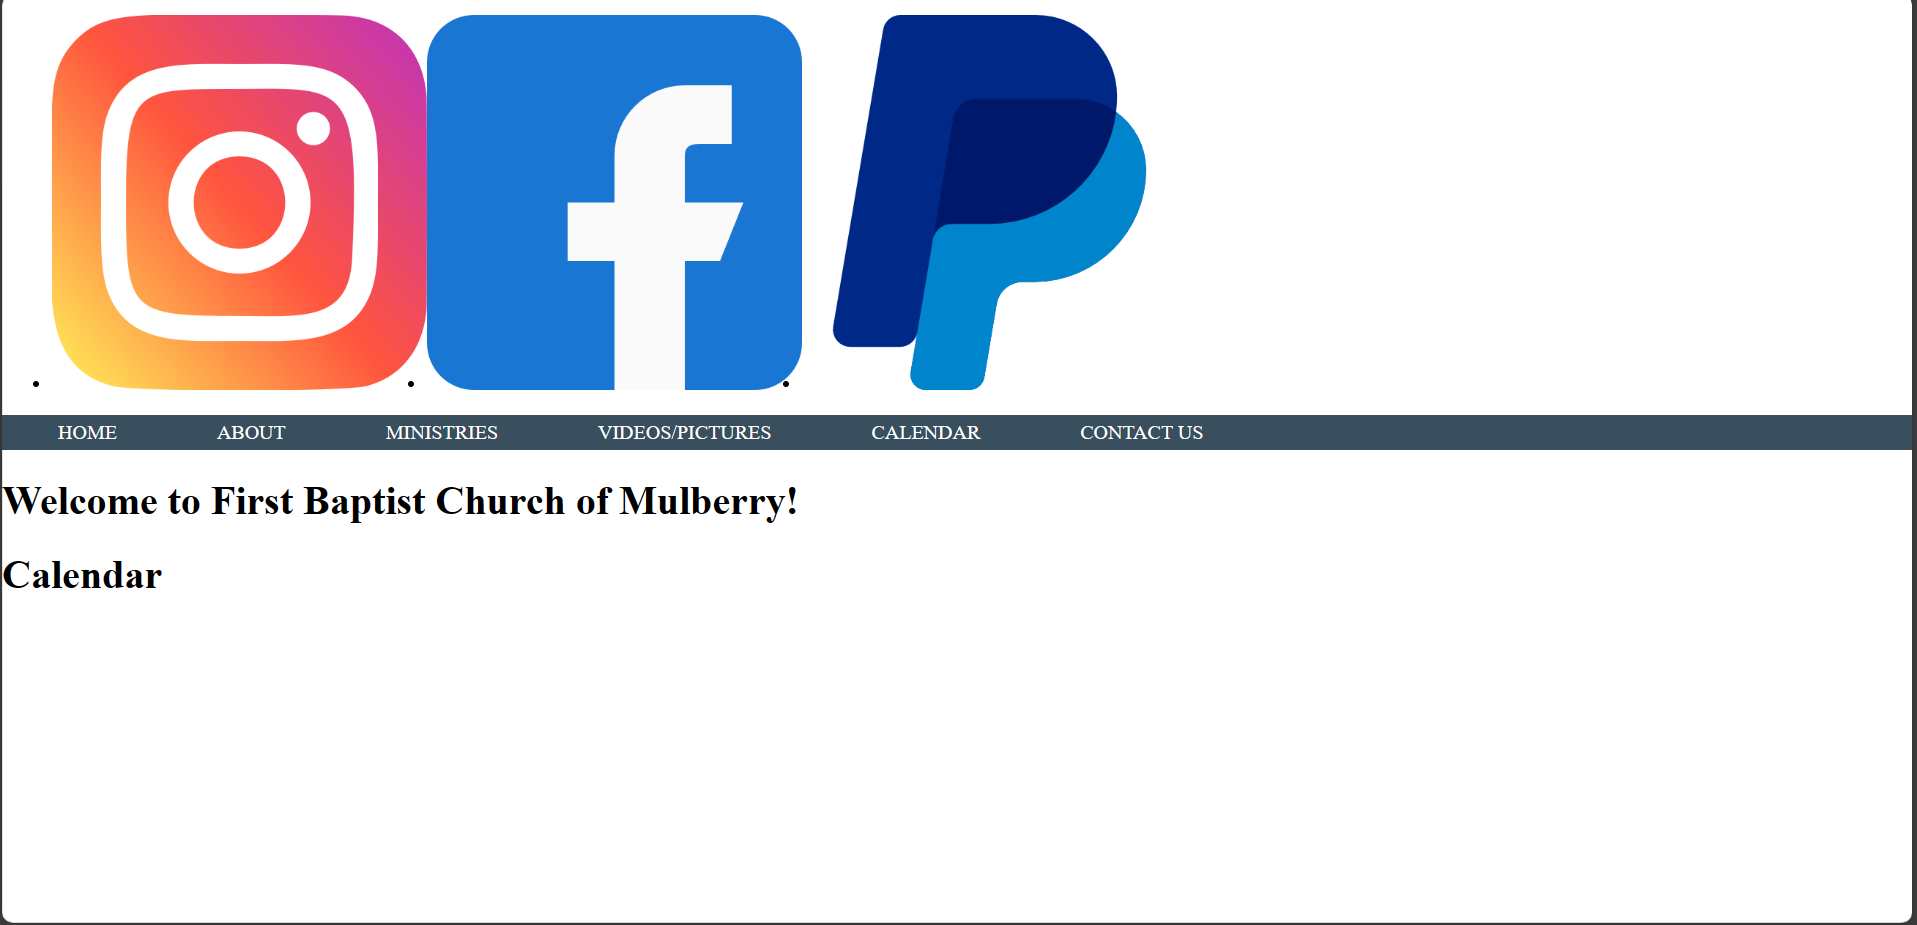 HOME ABOUT MINISTRIES VIDEOS/PICTURES CALENDAR CONTACT US
Welcome to First Baptist Church of Mulberry!
Calendar